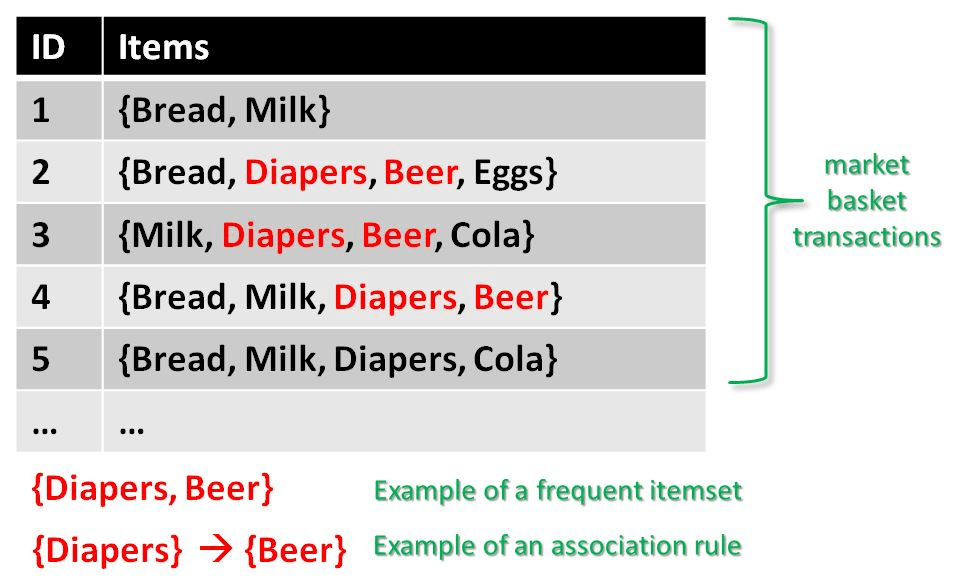 ID Items
1 {Bread, Milk}
2 {Bread, Diapers, Beer, Eggs}
3 {Milk, Diapers, Beer, Cola}
4 {Bread, Milk, Diapers, Beer}
5 {Bread, Milk, Diapers, Cola}
… …
market
basket
transactions
{Diapers, Beer} Example of a frequent itemset
{Diapers} → {Beer} Example of an association rule